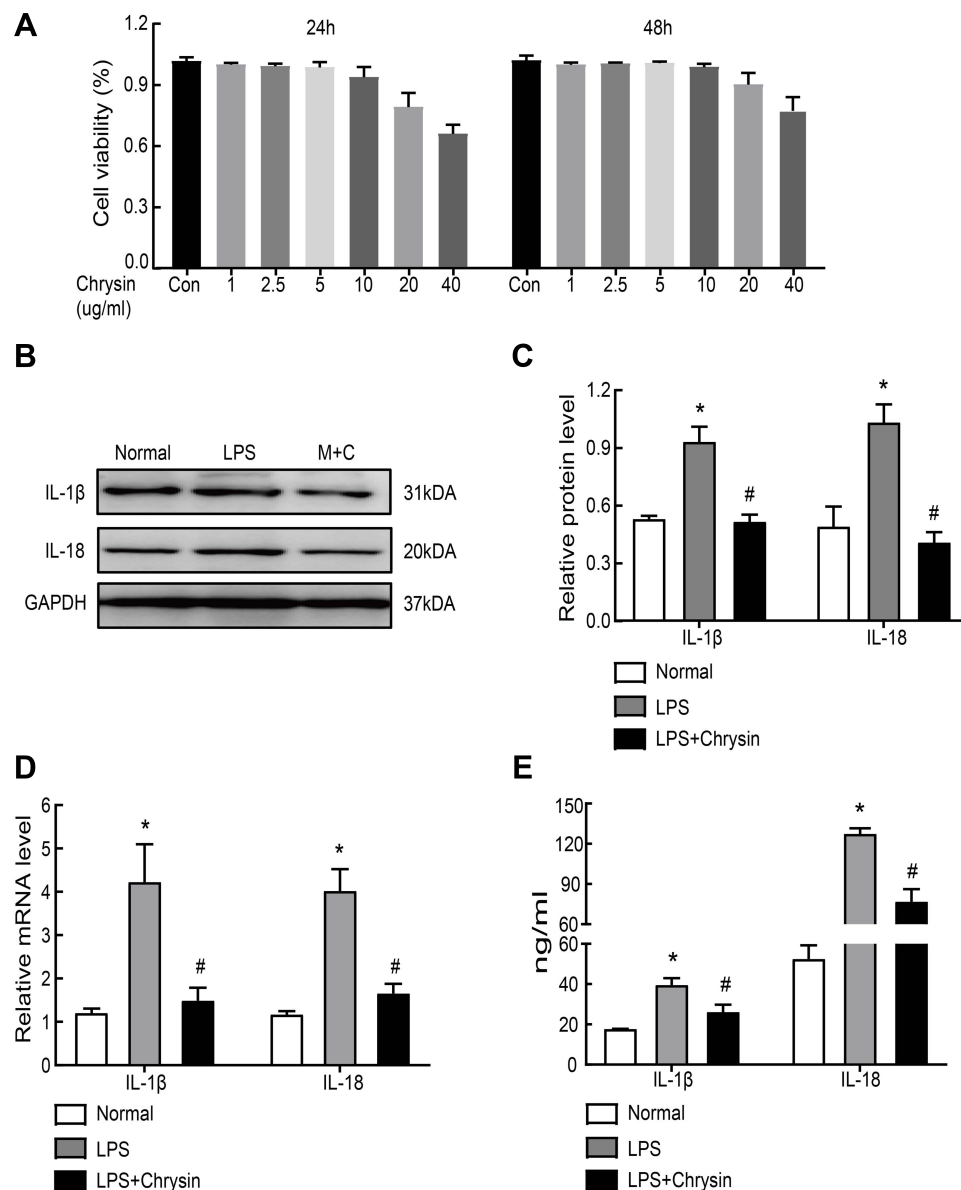 A
1.2
24h
48h
0.9
0.6
0.3
0.0
Cell viability (%)
Chrysin
(ug/ml)
Con 1 2.5 5 10 20 40 Con 1 2.5 5 10 20 40
B
Normal LPS M+C
IL-1β 31kDA
IL-18 20kDA
GAPDH 37kDA
C
Relative protein level
1.2
0.9
0.6
0.3
0.0
* # * #
IL-1β IL-18
Normal
LPS
LPS+Chrysin
D
Relative mRNA level
6
5
4
3
2
1
0
* # * #
IL-1β IL-18
Normal
LPS
LPS+Chrysin
E
ng/ml
150
120
90
60
60
40
20
0
* # * #
IL-1β IL-18
Normal
LPS
LPS+Chrysin